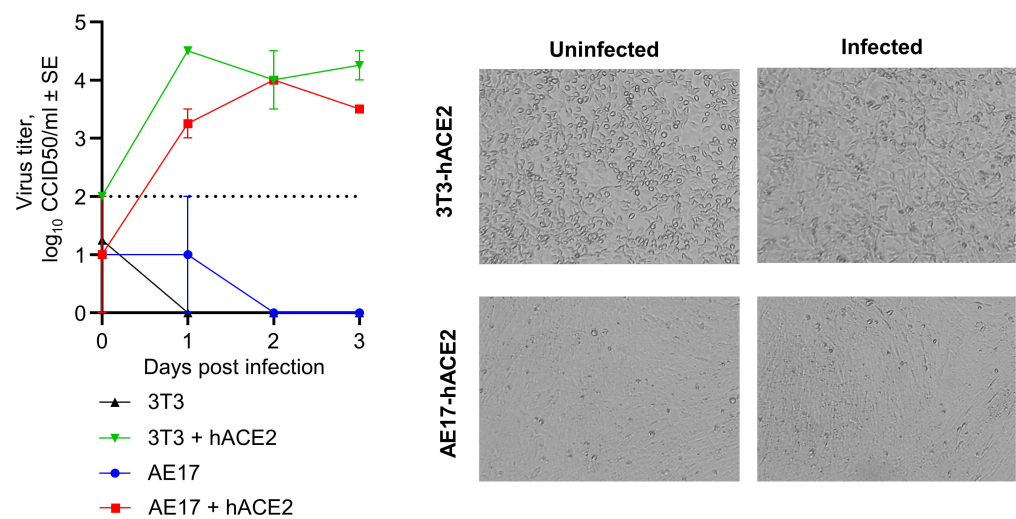 Virus titer,
log₁₀ CCID50/ml ± SE
5
4
3
2
1
0
0 1 2 3
Days post infection
3T3
3T3 + hACE2
AE17
AE17 + hACE2
Uninfected
Infected
3T3-hACE2
AE17-hACE2